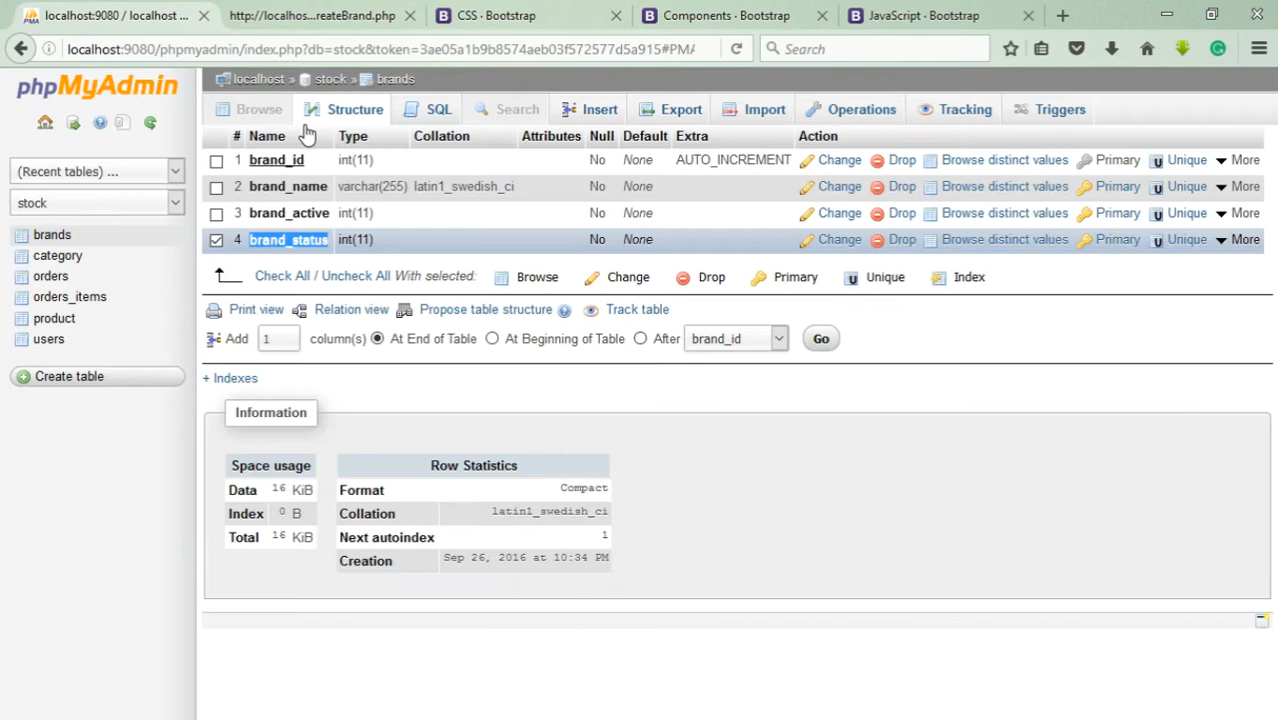 localhost:9080 / localhost ...
http://localhos...reateBrand.php
CSS · Bootstrap
Components · Bootstrap
JavaScript · Bootstrap
localhost:9080/phpmyadmin/index.php?db=stock&token=3ae05a1b9b8574aeb03f572577d5a915#PMA
Search
phpMyAdmin
localhost » stock » brands
Browse Structure SQL Search Insert Export Import Operations Tracking Triggers
# Name Type Collation Attributes Null Default Extra Action
1 brand_id int(11) No None AUTO_INCREMENT Change Drop Browse distinct values Primary Unique More
2 brand_name varchar(255) latin1_swedish_ci No None Change Drop Browse distinct values Primary Unique More
3 brand_active int(11) No None Change Drop Browse distinct values Primary Unique More
4 brand_status int(11) No None Change Drop Browse distinct values Primary Unique More
(Recent tables) ...
stock
brands
category
orders
orders_items
product
users
Create table
Check All / Uncheck All With selected: Browse Change Drop Primary Unique Index
Print view Relation view Propose table structure Track table
Add 1 column(s) At End of Table At Beginning of Table After brand_id Go
+ Indexes
Information
Space usage
Data 16 KiB
Index 0 B
Total 16 KiB
Row Statistics
Format Compact
Collation latin1_swedish_ci
Next autoindex 1
Creation Sep 26, 2016 at 10:34 PM